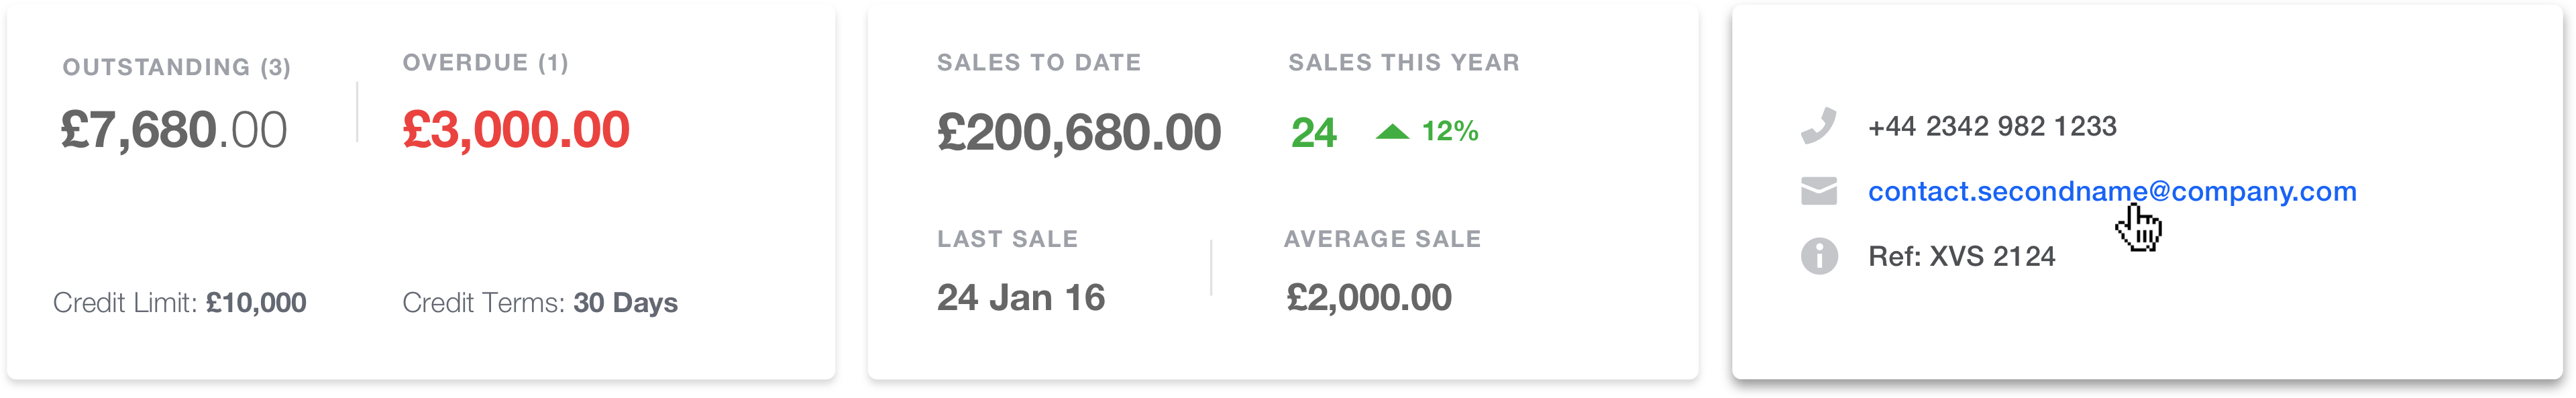 OUTSTANDING (3)
£7,680.00
OVERDUE (1)
£3,000.00
Credit Limit: £10,000
Credit Terms: 30 Days
SALES TO DATE
£200,680.00
SALES THIS YEAR
24 12%
LAST SALE
24 Jan 16
AVERAGE SALE
£2,000.00
+44 2342 982 1233
contact.secondname@company.com
Ref: XVS 2124